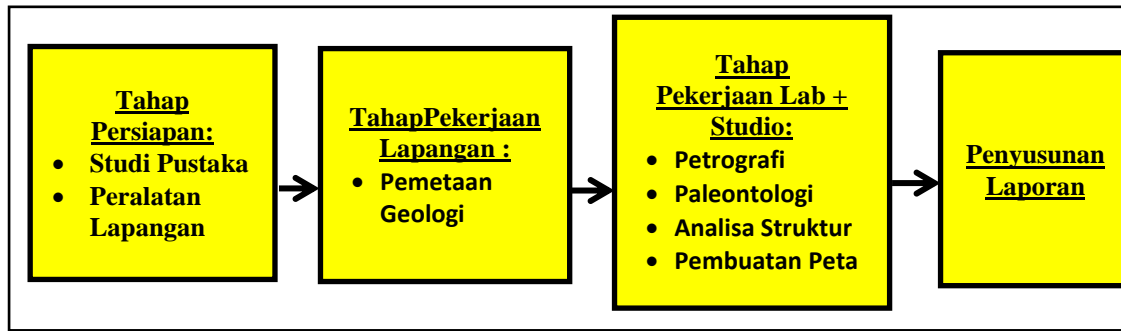 Tahap
Persiapan:
• Studi Pustaka
• Peralatan
Lapangan
TahapPekerjaan
Lapangan :
• Pemetaan
Geologi
Tahap
Pekerjaan Lab +
Studio:
• Petrografi
• Paleontologi
• Analisa Struktur
• Pembuatan Peta
Penyusunan
Laporan